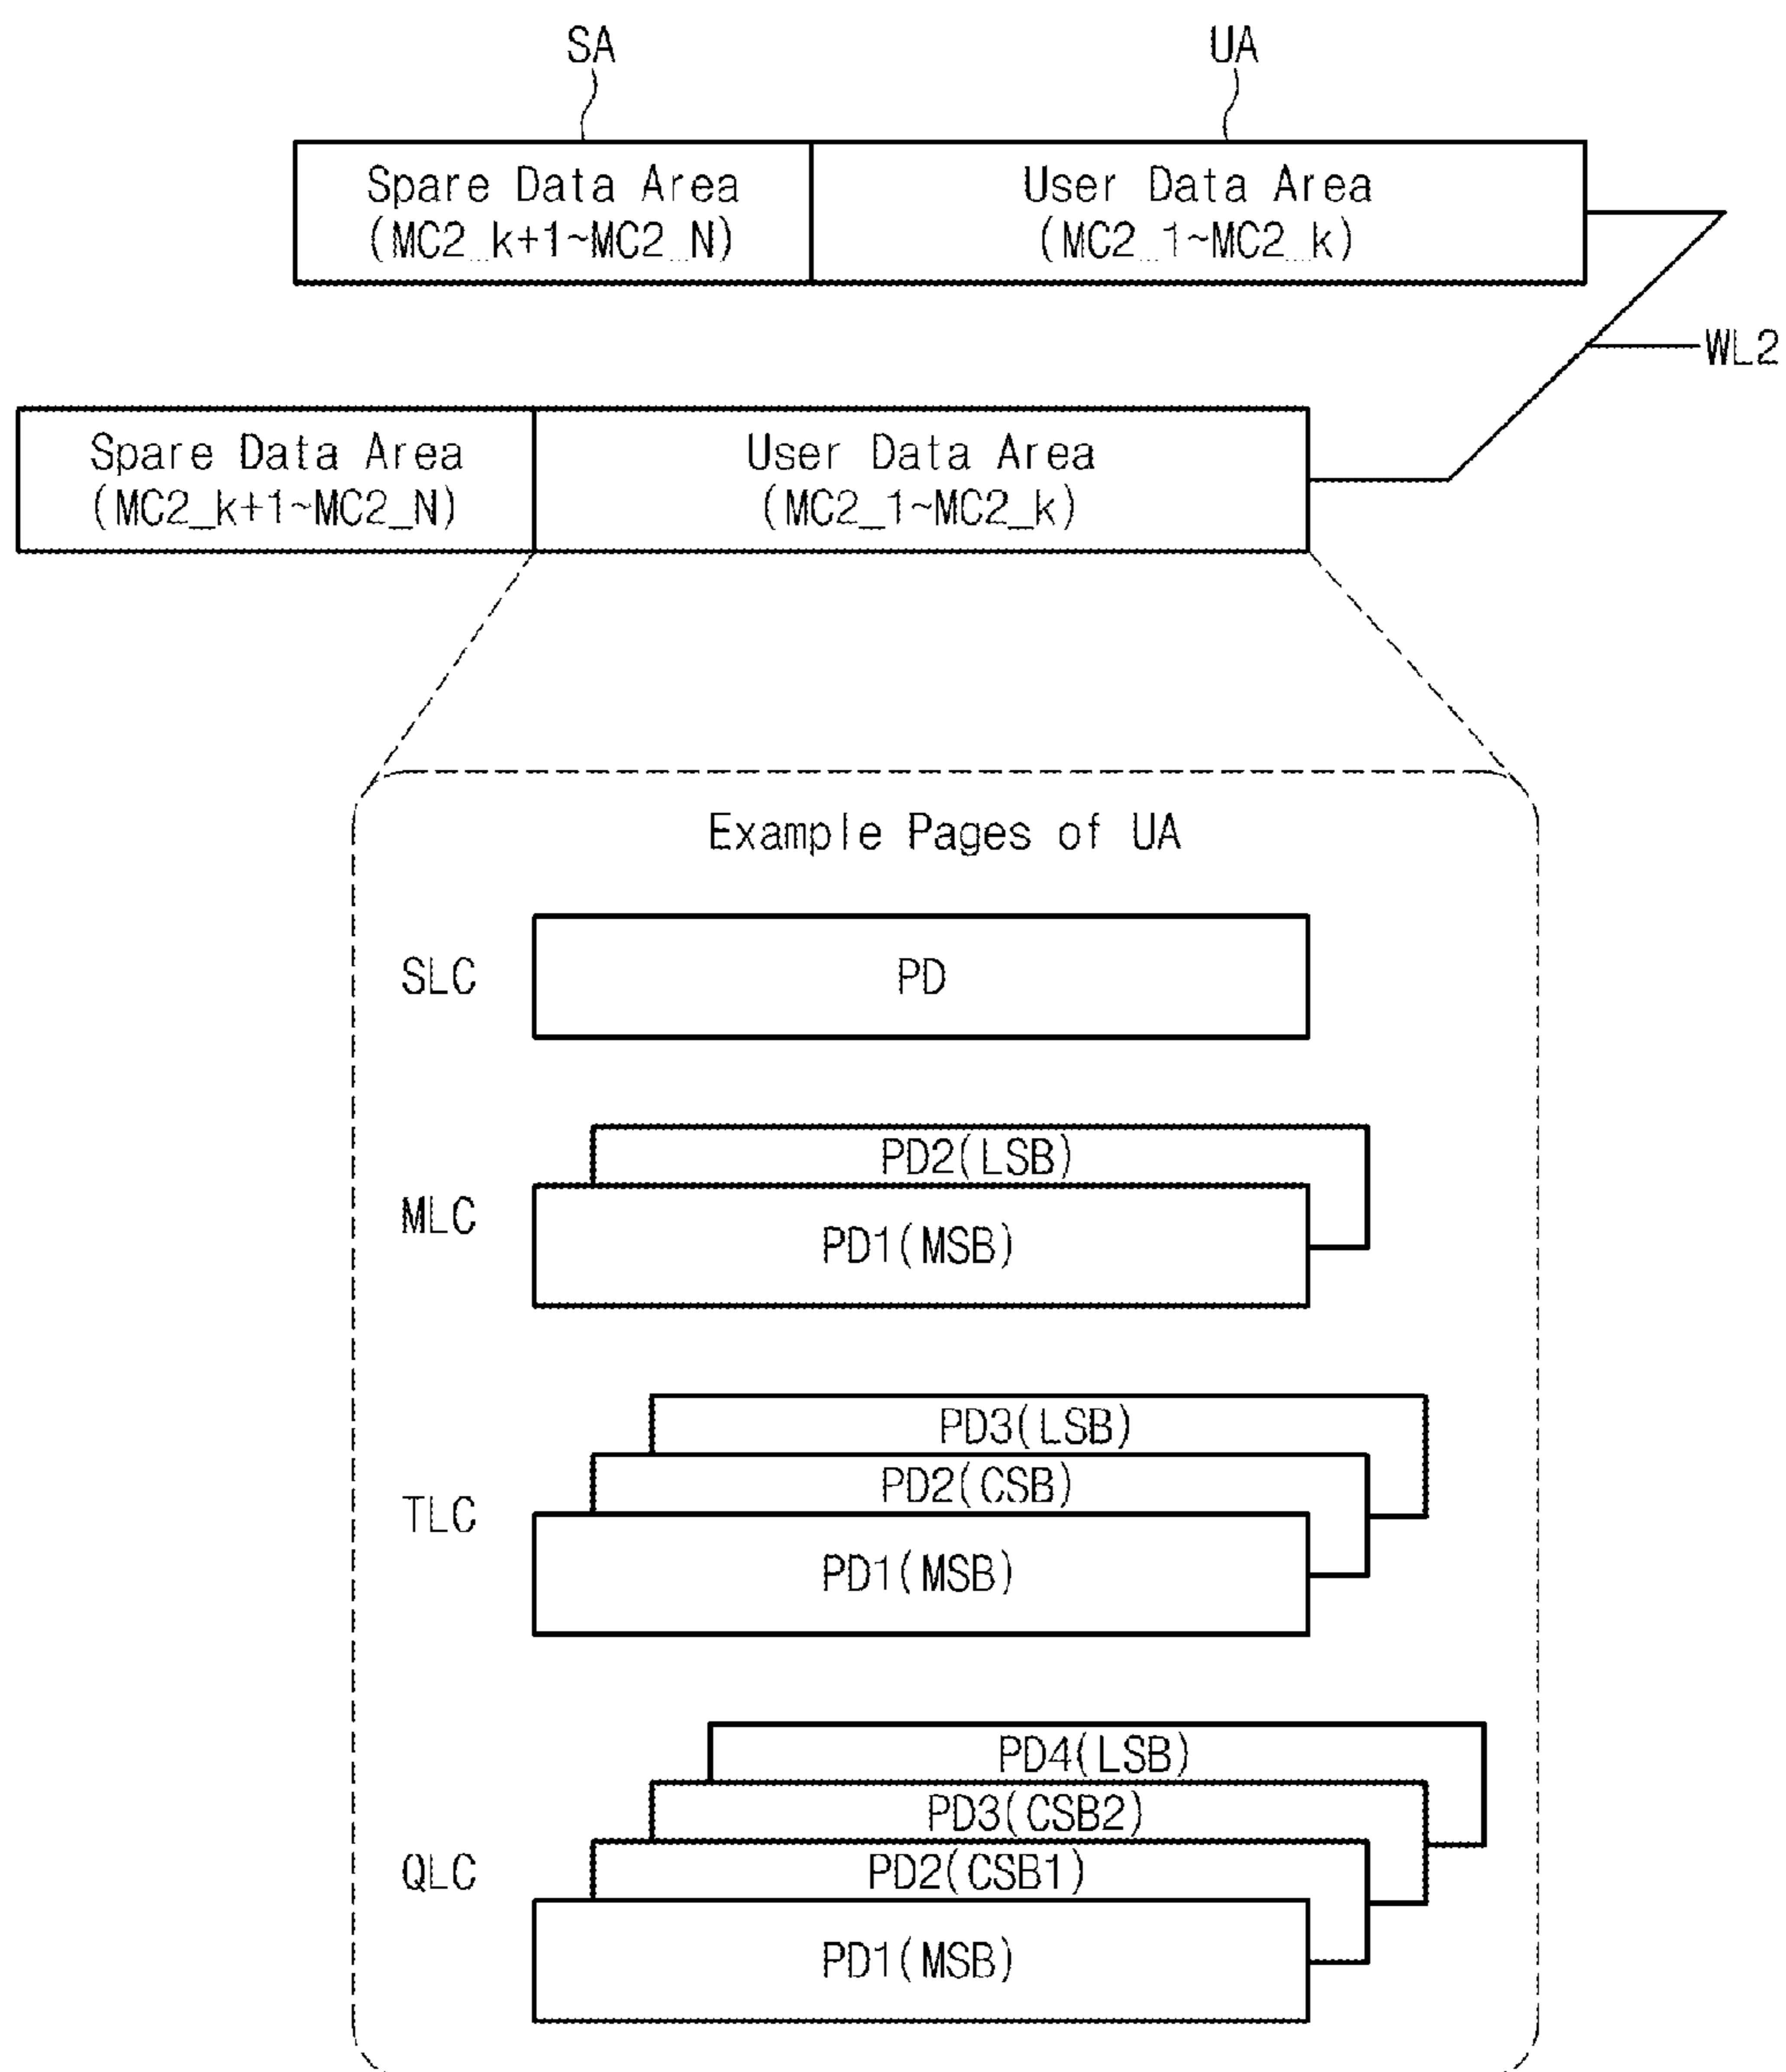 SA
UA
Spare Data Area
(MC2_k+1~MC2_N)
User Data Area
(MC2_1~MC2_k)
WL2
Spare Data Area
(MC2_k+1~MC2_N)
User Data Area
(MC2_1~MC2_k)
Example Pages of UA
SLC
PD
MLC
PD2(LSB)
PD1(MSB)
TLC
PD3(LSB)
PD2(CSB)
PD1(MSB)
QLC
PD4(LSB)
PD3(CSB2)
PD2(CSB1)
PD1(MSB)